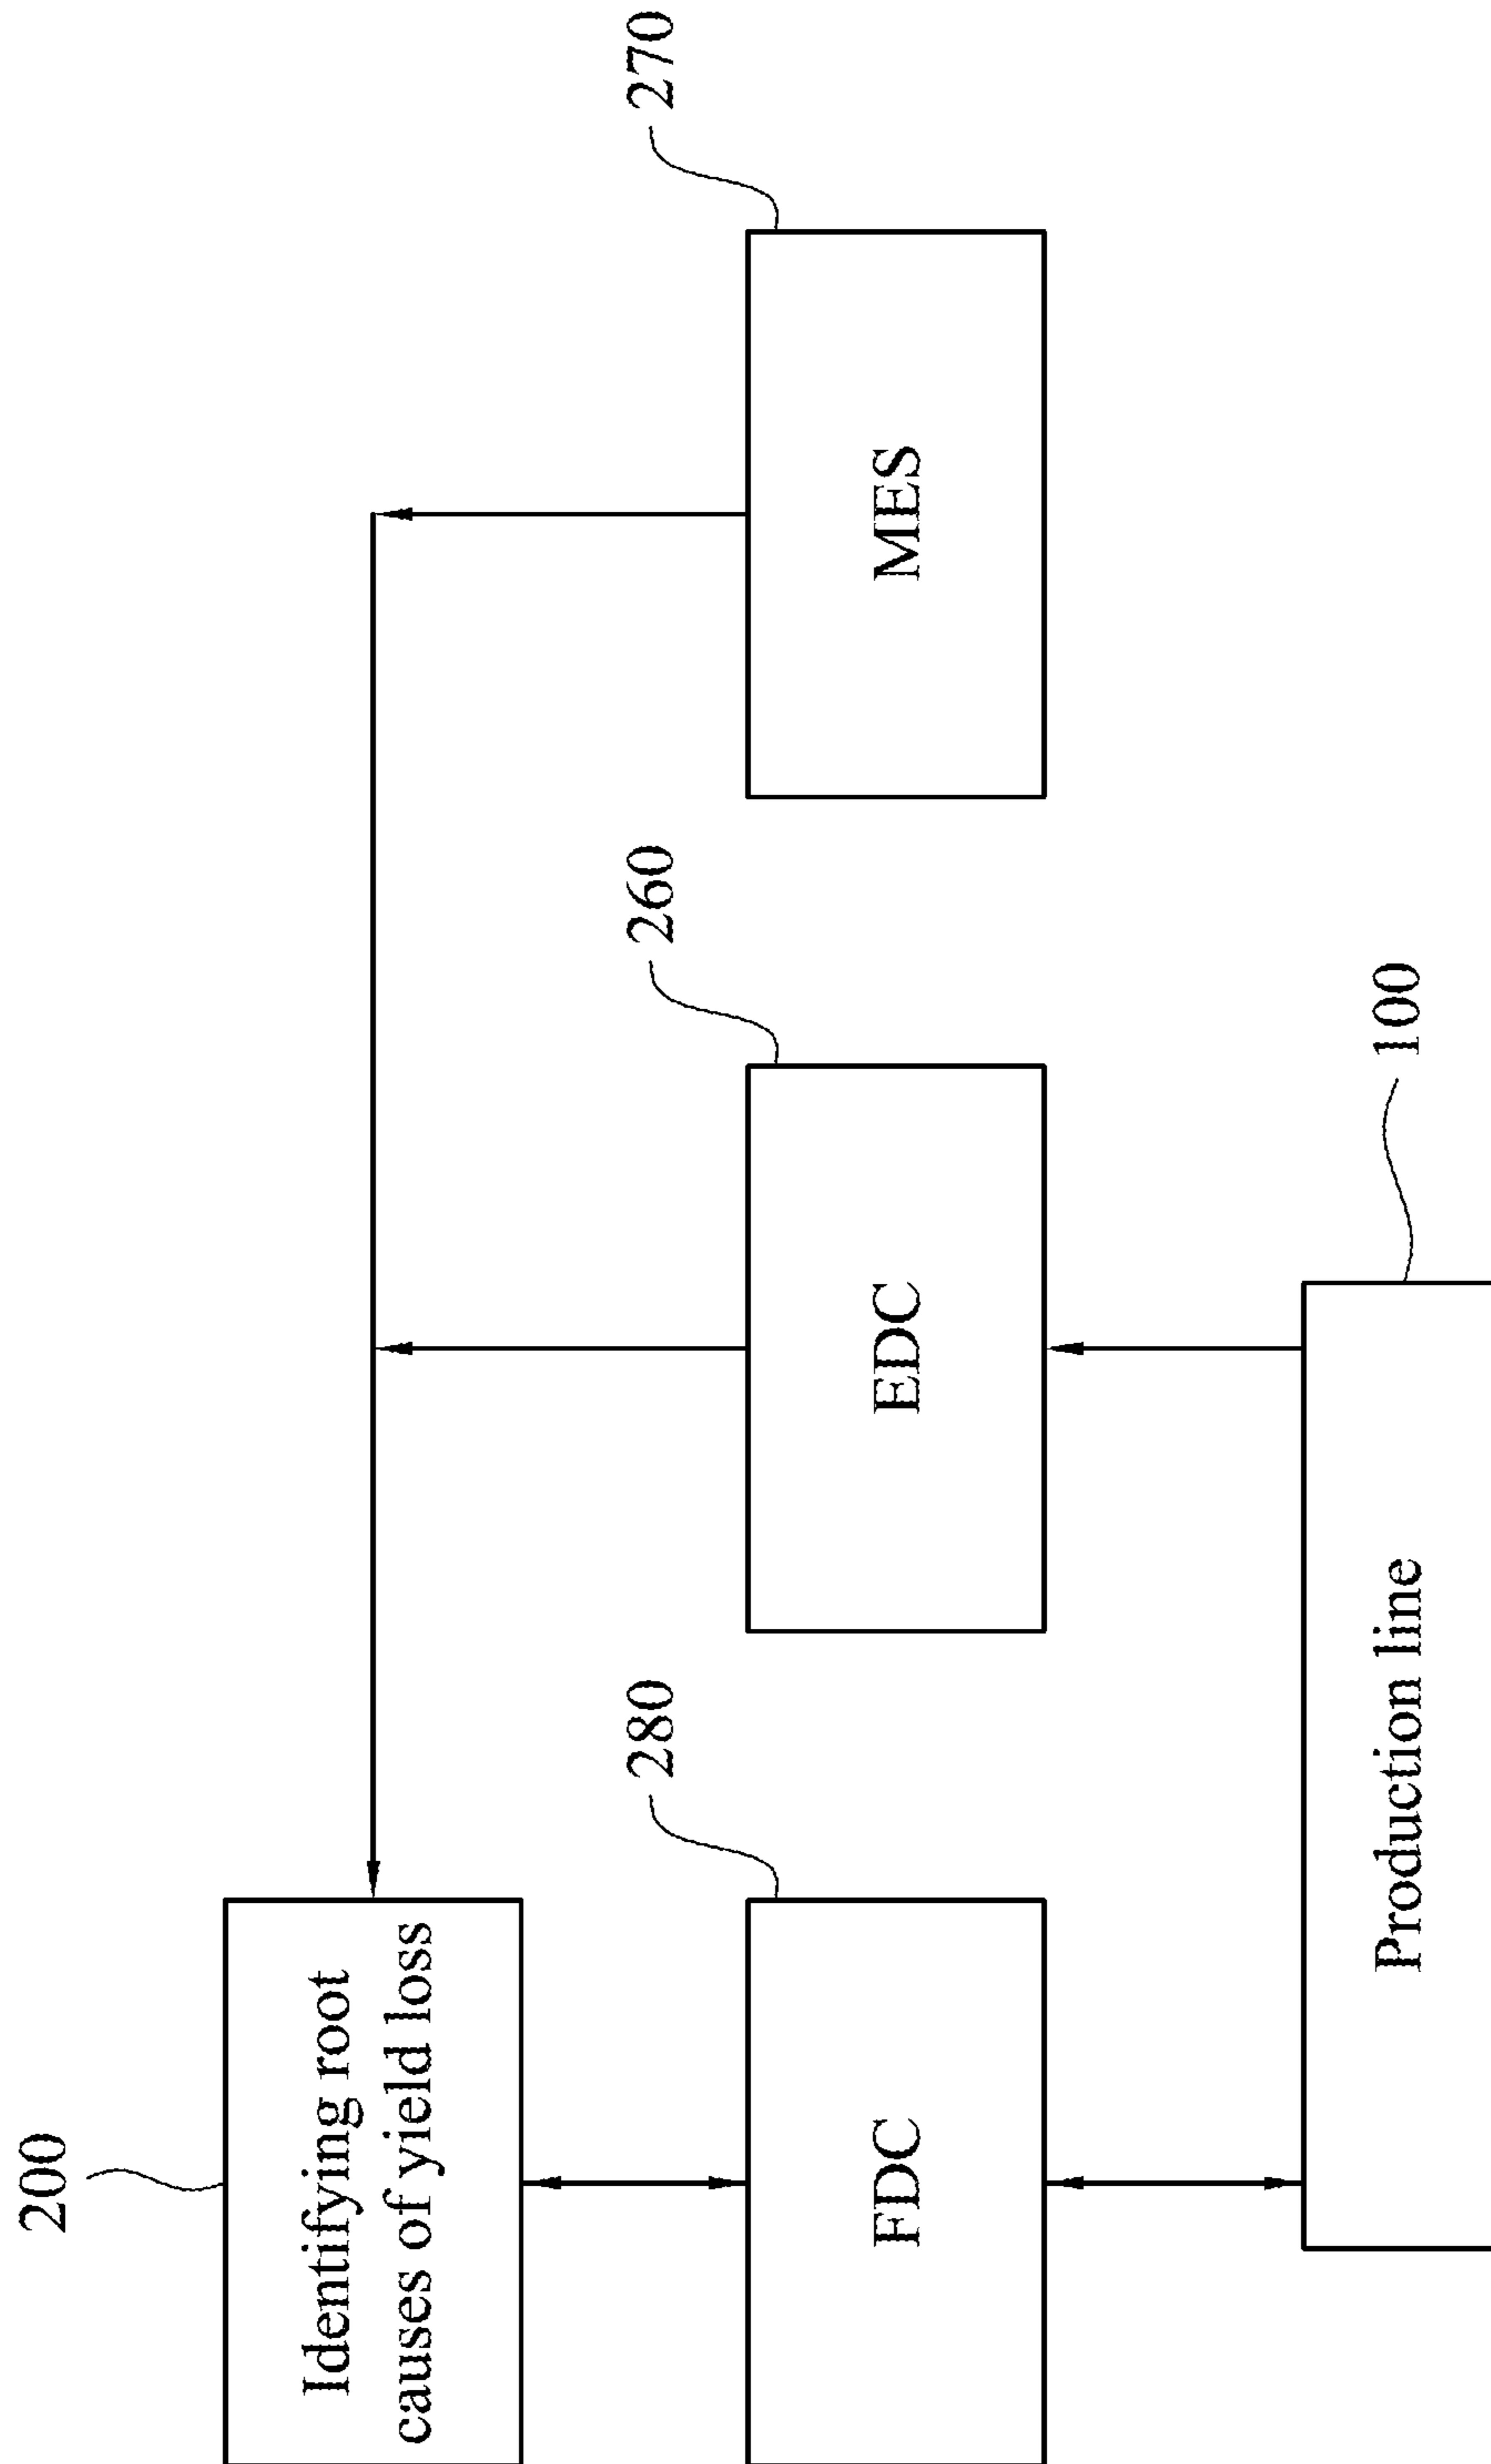 200
Identifying root
causes of yield loss
280
FDC
260
EDC
270
MES
Production line
100